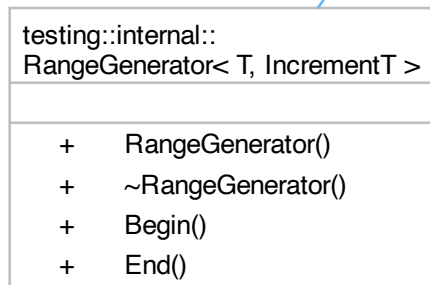 testing::internal::
RangeGenerator< T, IncrementT >
+ RangeGenerator()
+ ~RangeGenerator()
+ Begin()
+ End()